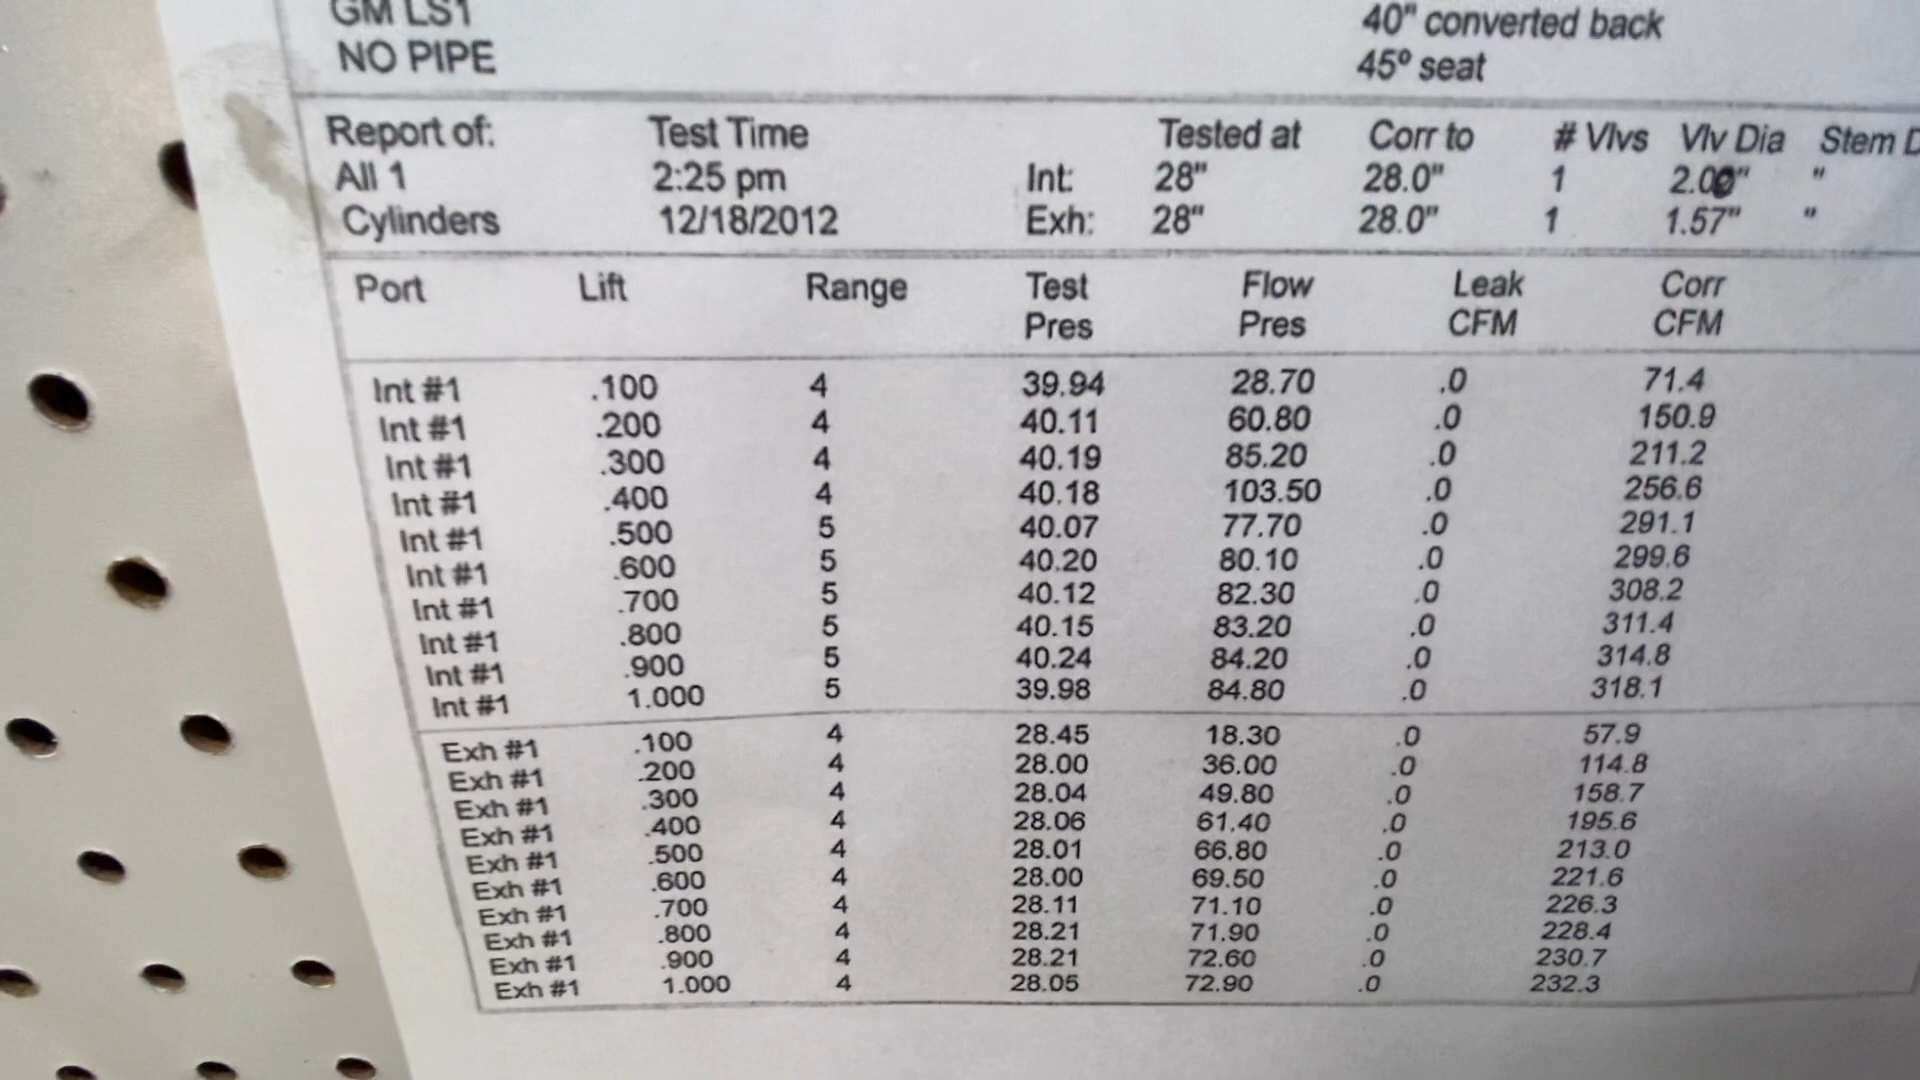 GM LS1 40" converted back
NO PIPE 45º seat
Report of: Test Time Tested at Corr to # Vlvs Vlv Dia Stem
All 1 2:25 pm Int: 28" 28.0" 1 2.00" "
Cylinders 12/18/2012 Exh: 28" 28.0" 1 1.57" "
Port Lift Range Test Flow Leak Corr
Pres Pres CFM CFM
Int #1 .100 4 39.94 28.70 .0 71.4
Int #1 .200 4 40.11 60.80 .0 150.9
Int #1 .300 4 40.19 85.20 .0 211.2
Int #1 .400 4 40.18 103.50 .0 256.6
Int #1 .500 5 40.07 77.70 .0 291.1
Int #1 .600 5 40.20 80.10 .0 299.6
Int #1 .700 5 40.12 82.30 .0 308.2
Int #1 .800 5 40.15 83.20 .0 311.4
Int #1 .900 5 40.24 84.20 .0 314.8
Int #1 1.000 5 39.98 84.80 .0 318.1
Exh #1 .100 4 28.45 18.30 .0 57.9
Exh #1 .200 4 28.00 36.00 .0 114.8
Exh #1 .300 4 28.04 49.80 .0 158.7
Exh #1 .400 4 28.06 61.40 .0 195.6
Exh #1 .500 4 28.01 66.80 .0 213.0
Exh #1 .600 4 28.00 69.50 .0 221.6
Exh #1 .700 4 28.11 71.10 .0 226.3
Exh #1 .800 4 28.21 71.90 .0 228.4
Exh #1 .900 4 28.21 72.60 .0 230.7
Exh #1 1.000 4 28.05 72.90 .0 232.3